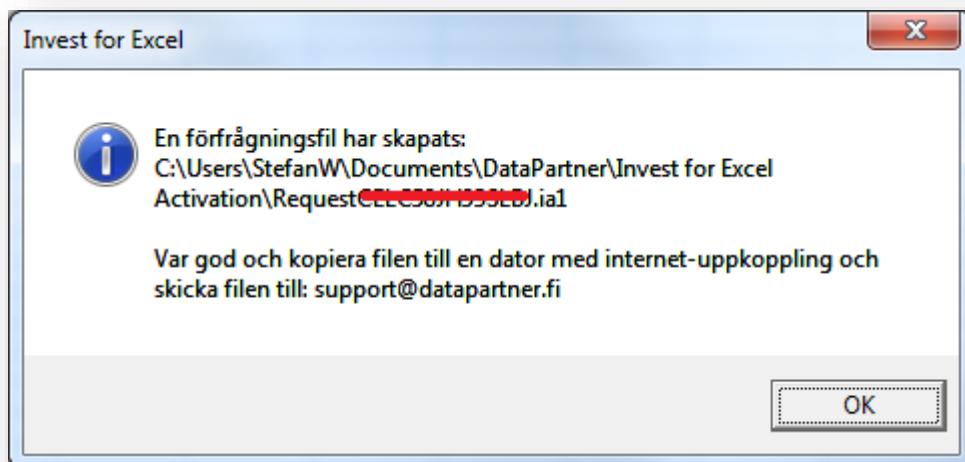 Invest for Excel
En förfrågningsfil har skapats:
C:\Users\StefanW\Documents\DataPartner\Invest for Excel
Activation\Request .ia1
Var god och kopiera filen till en dator med internet-uppkoppling och
skicka filen till: support@datapartner.fi
OK